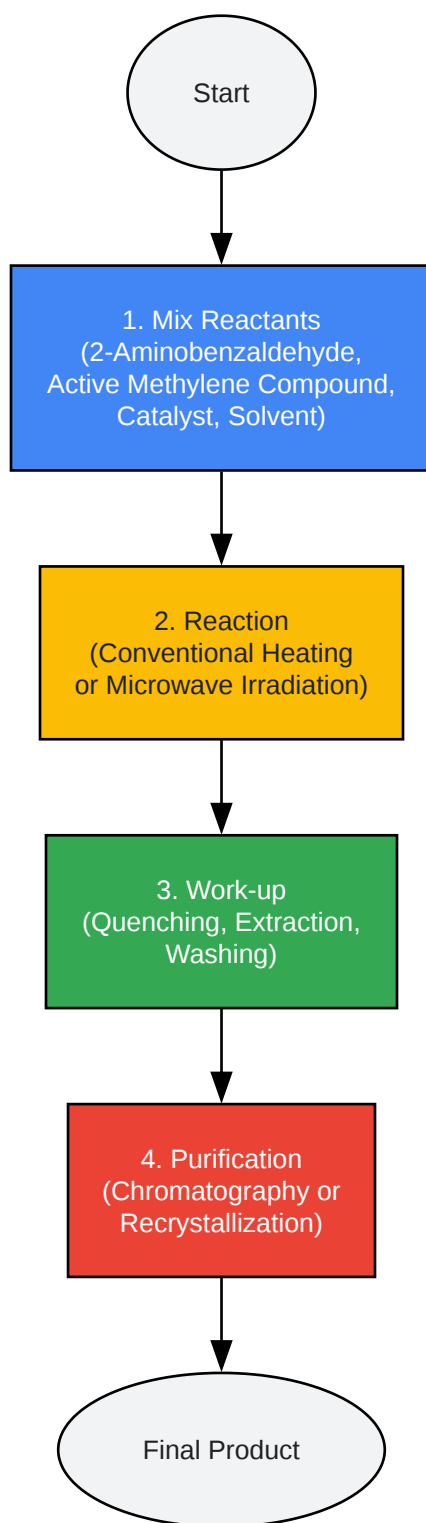 Start
1. Mix Reactants
(2-Aminobenzaldehyde,
Active Methylene Compound,
Catalyst, Solvent)
2. Reaction
(Conventional Heating
or Microwave Irradiation)
3. Work-up
(Quenching, Extraction,
Washing)
4. Purification
(Chromatography or
Recrystallization)
Final Product